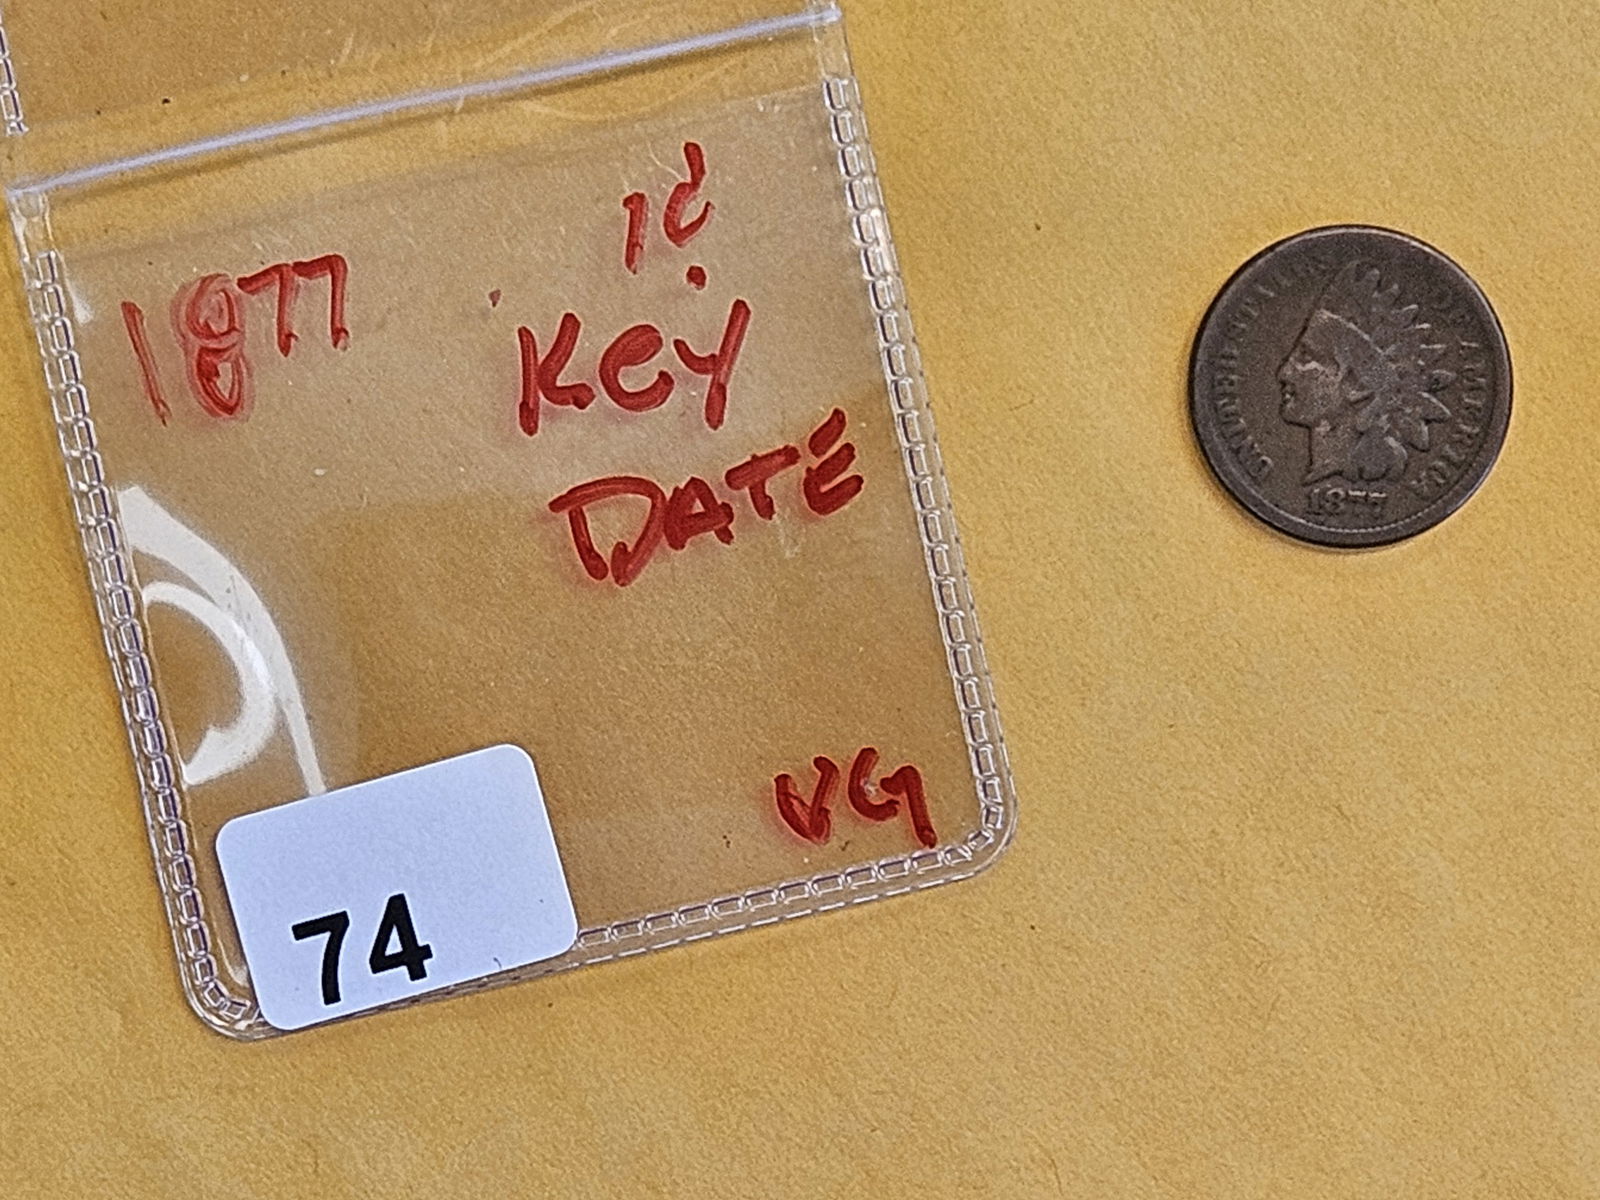 1877
1¢
KEY
DATE
VG
74
UNITED STATES OF AMERICA
1877